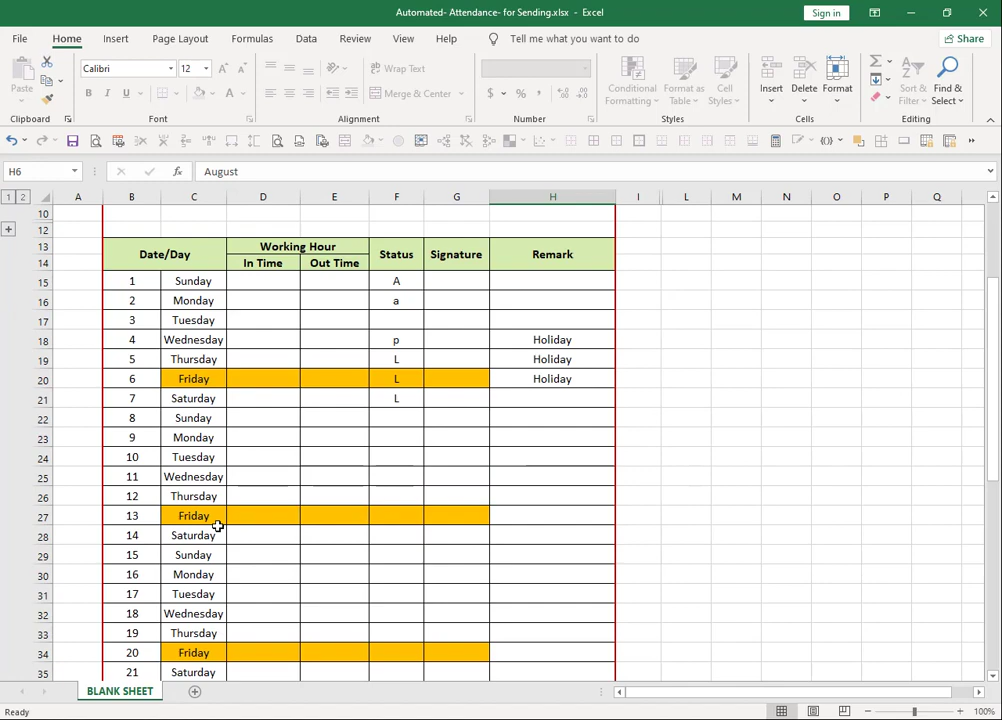 Automated- Attendance- for Sending.xlsx - Excel
Sign in
File Home Insert Page Layout Formulas Data Review View Help Tell me what you want to do Share
Paste
Clipboard
Calibri 12
B I U
Font
Wrap Text
Merge & Center
Alignment
$ % ,
Number
Conditional Formatting
Format as Table
Cell Styles
Styles
Insert
Delete
Format
Cells
Sort & Filter
Find & Select
Editing
H6 fx August
1 2
A B C D E F G H I L M N O P Q
10
12
13 Date/Day Working Hour Status Signature Remark
14 In Time Out Time
15 1 Sunday A
16 2 Monday a
17 3 Tuesday
18 4 Wednesday p Holiday
19 5 Thursday L Holiday
20 6 Friday L Holiday
21 7 Saturday L
22 8 Sunday
23 9 Monday
24 10 Tuesday
25 11 Wednesday
26 12 Thursday
27 13 Friday
28 14 Saturday
29 15 Sunday
30 16 Monday
31 17 Tuesday
32 18 Wednesday
33 19 Thursday
34 20 Friday
35 21 Saturday
BLANK SHEET
Ready
100%